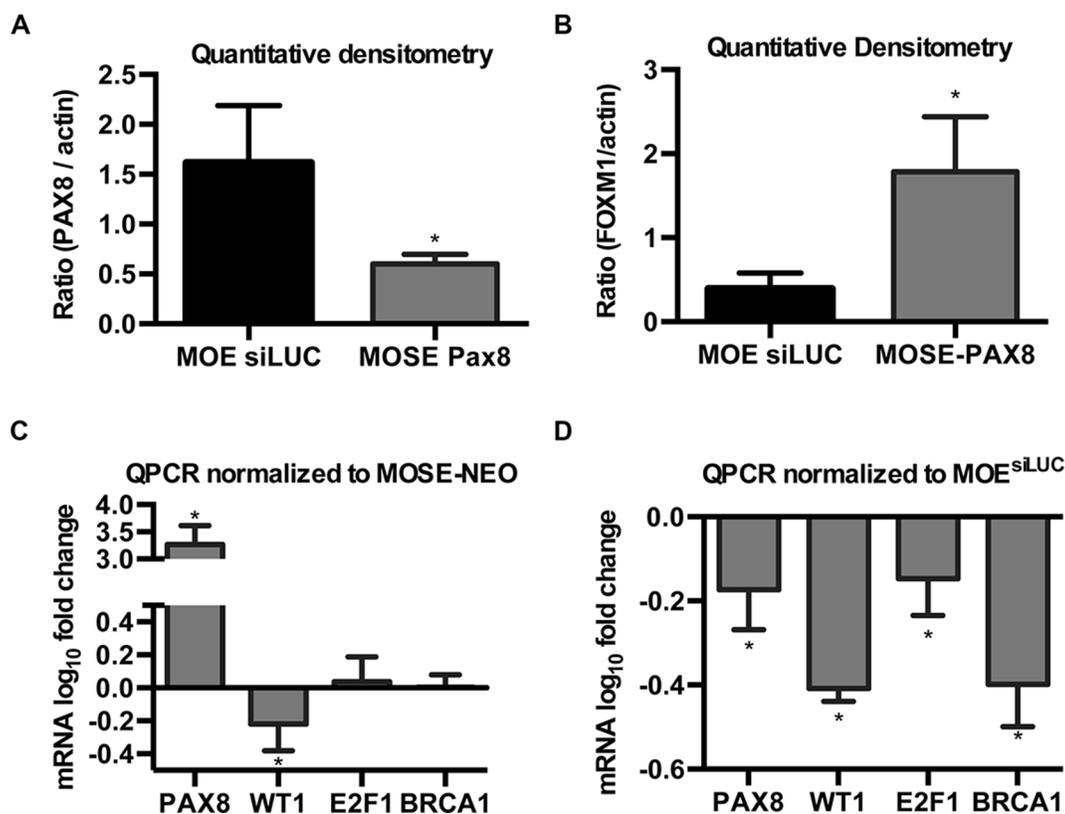 A
Quantitative densitometry
Ratio (PAX8 / actin)
2.5
2.0
1.5
1.0
0.5
0.0
*
MOE siLUC MOSE Pax8
B
Quantitative Densitometry
Ratio (FOXM1/actin)
3
2
1
0
*
MOE siLUC MOSE-PAX8
C
QPCR normalized to MOSE-NEO
mRNA log10 fold change
4.0
3.5
3.0
0.4
0.2
0.0
-0.2
-0.4
*
*
PAX8 WT1 E2F1 BRCA1
D
QPCR normalized to MOEsiLUC
mRNA log10 fold change
0.0
-0.2
-0.4
-0.6
*
*
*
*
PAX8 WT1 E2F1 BRCA1